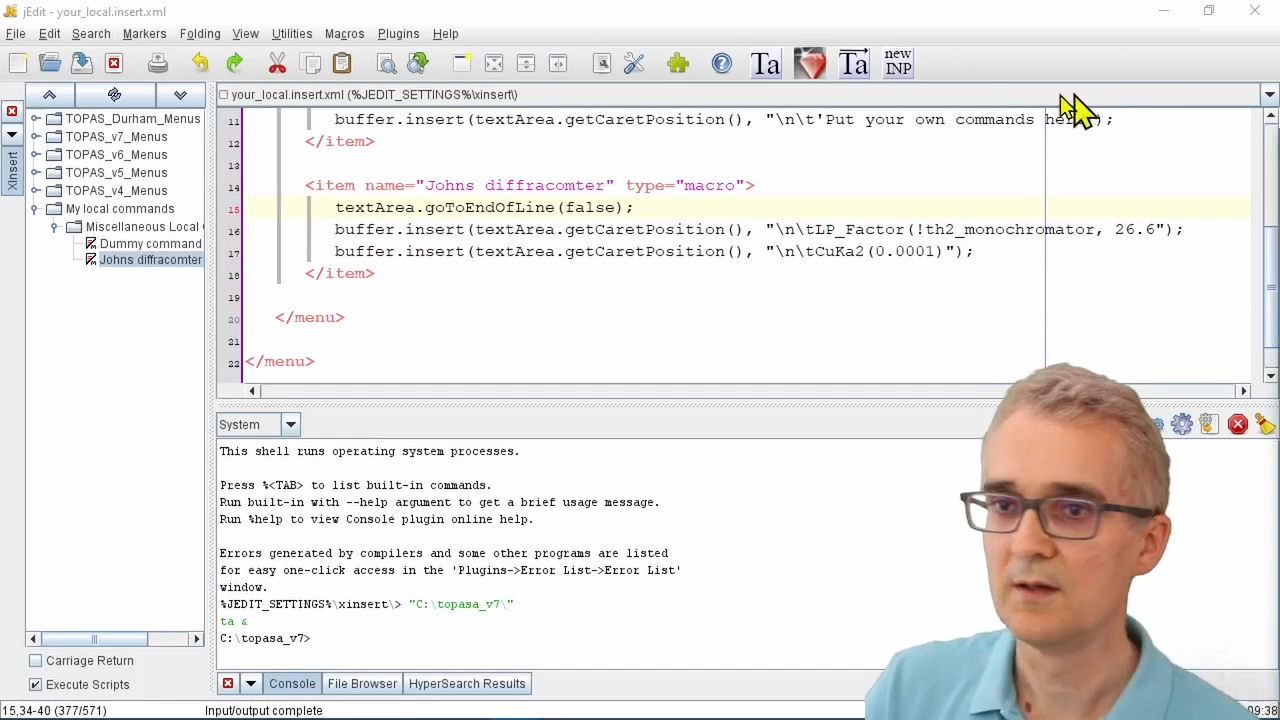 jEdit - your_local.insert.xml
File Edit Search Markers Folding View Utilities Macros Plugins Help
Ta Ta new INP
your_local.insert.xml (%JEDIT_SETTINGS%\xinsert\)
XInsert
TOPAS_Durham_Menus
TOPAS_v7_Menus
TOPAS_v6_Menus
TOPAS_v5_Menus
TOPAS_v4_Menus
My local commands
Miscellaneous Local
Dummy command
Johns diffracomter
Carriage Return
Execute Scripts
11 buffer.insert(textArea.getCaretPosition(), "\n\t'Put your own commands
12 </item>
13
14 <item name="Johns diffracomter" type="macro">
15 textArea.goToEndOfLine(false);
16 buffer.insert(textArea.getCaretPosition(), "\n\tLP_Factor(!th2_monochromator, 26.6");
17 buffer.insert(textArea.getCaretPosition(), "\n\tCuKa2(0.0001)");
18 </item>
19
20 </menu>
21
22 </menu>
System
This shell runs operating system processes.
Press %<TAB> to list built-in commands.
Run built-in with --help argument to get a brief usage message.
Run %help to view Console plugin online help.
Errors generated by compilers and some other programs are listed
for easy one-click access in the 'Plugins->Error List->Error List'
window.
%JEDIT_SETTINGS%\xinsert\> "C:\topasa_v7\"
ta &
C:\topasa_v7>
Console File Browser HyperSearch Results
15,34-40 (377/571) Input/output complete 09:38